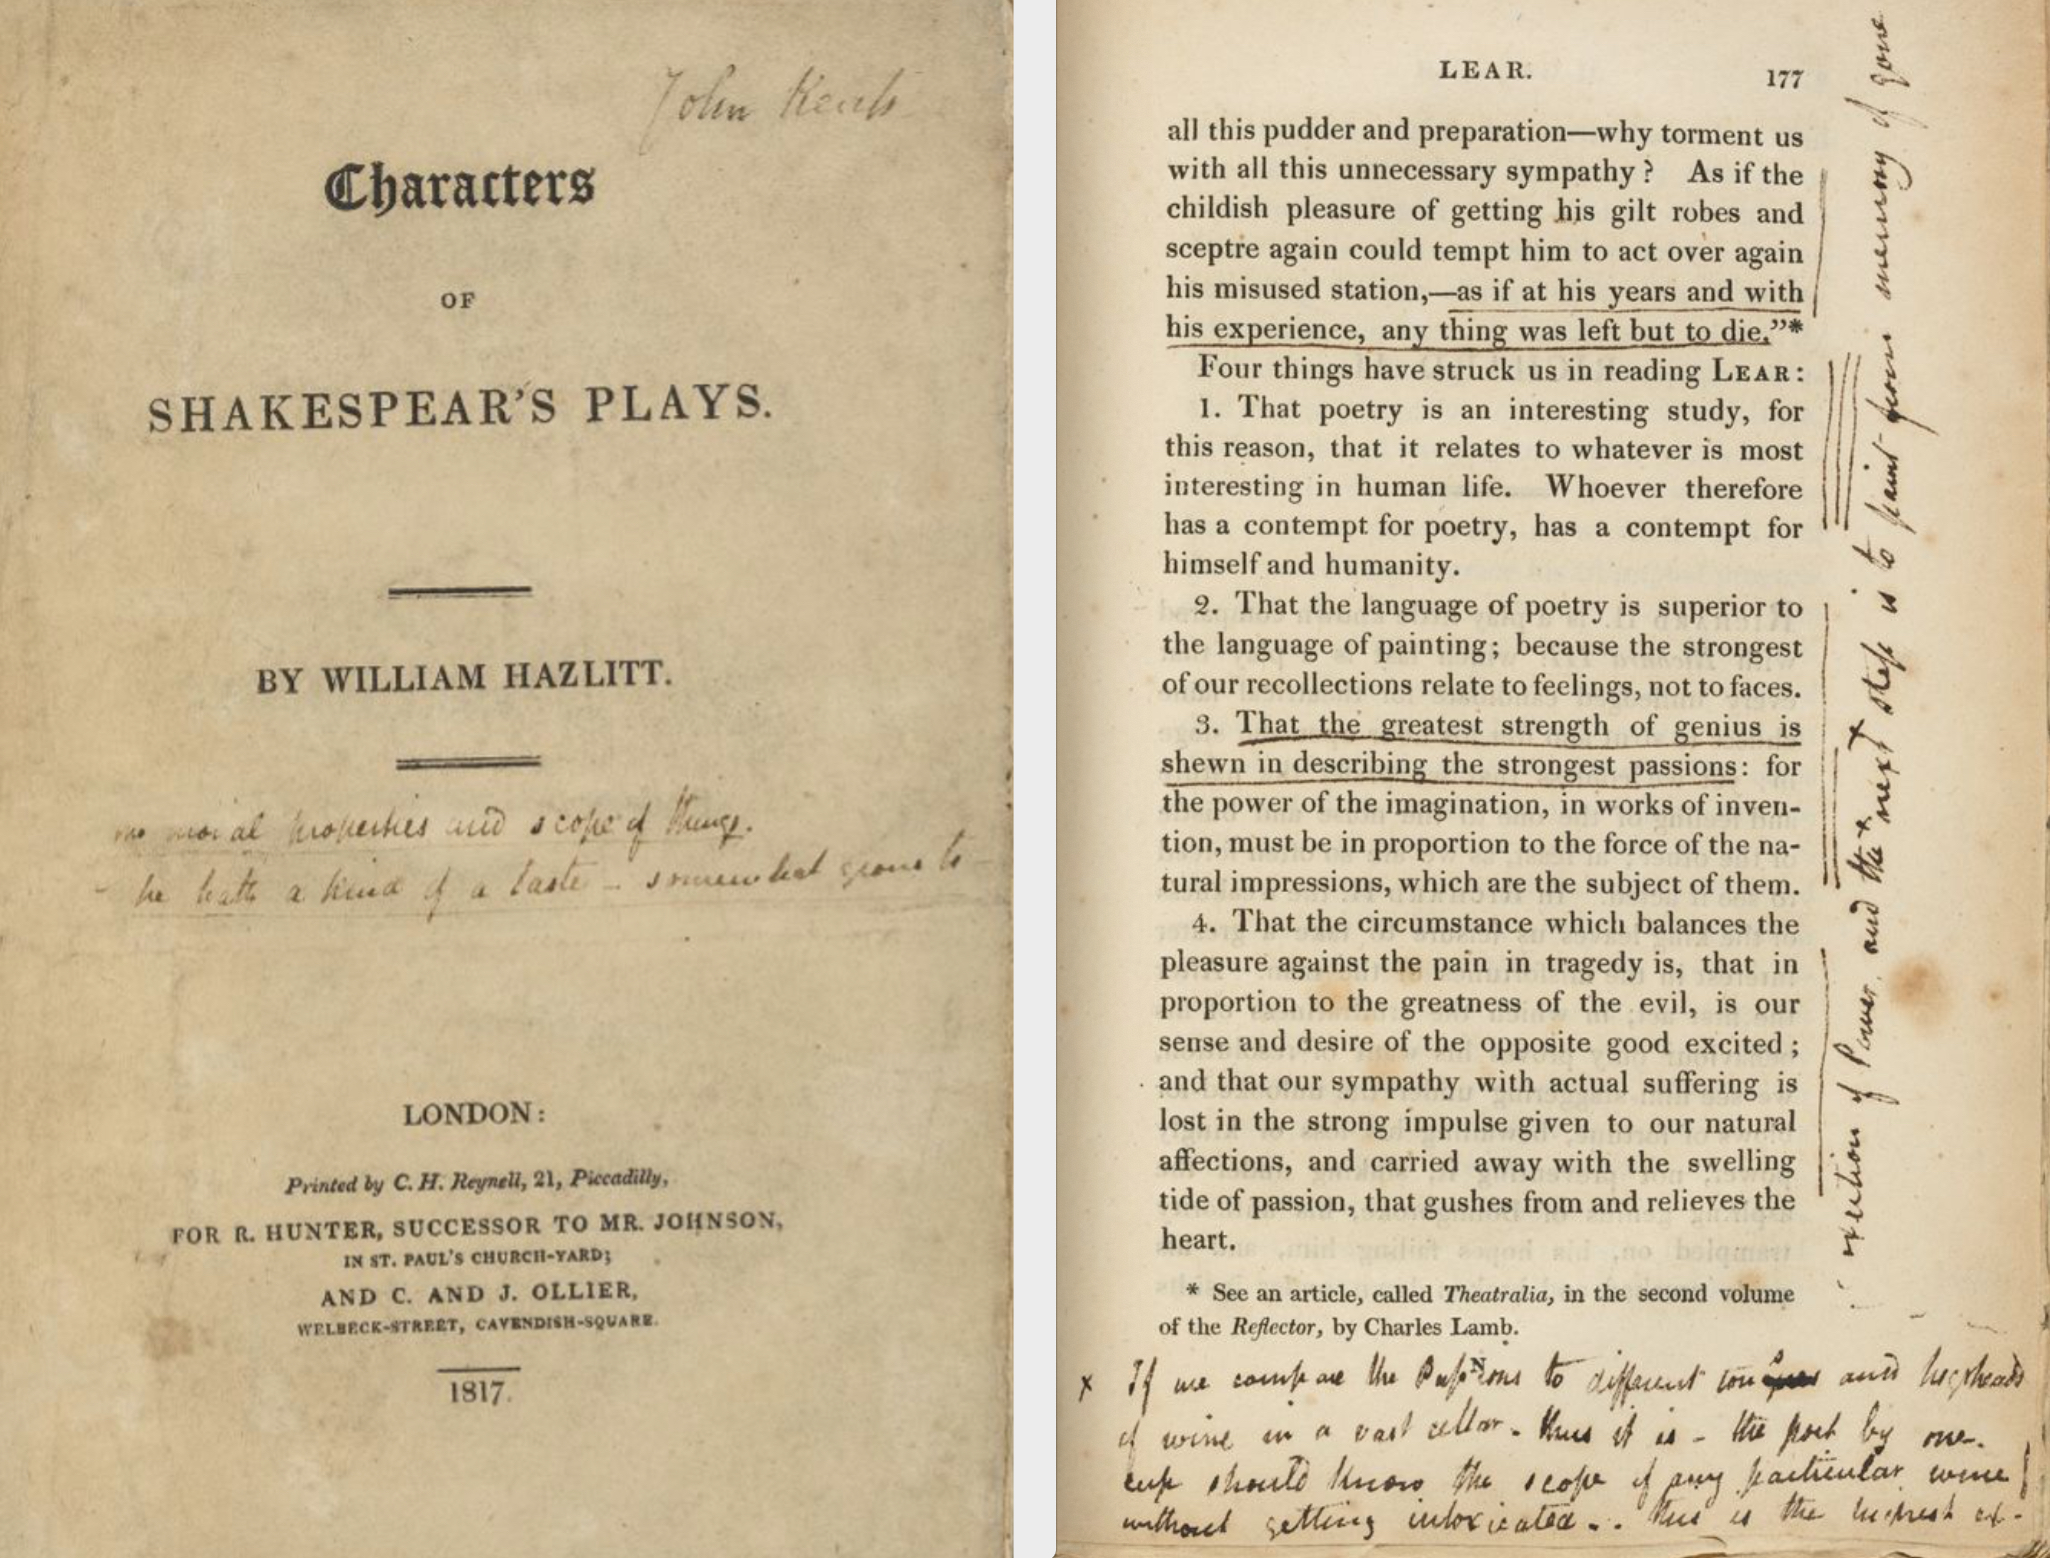 John Keats
Characters
OF
SHAKESPEAR'S PLAYS.
BY WILLIAM HAZLITT.
moral properties and scope of things.
he hath a kind of a taste — somewhat grown to —
LONDON:
Printed by C. H. Reynell, 21, Piccadilly,
FOR R. HUNTER, SUCCESSOR TO MR. JOHNSON,
IN ST. PAUL'S CHURCH-YARD;
AND C. AND J. OLLIER,
WELBECK-STREET, CAVENDISH-SQUARE.
1817.
LEAR. 177
all this pudder and preparation—why torment us
with all this unnecessary sympathy? As if the
childish pleasure of getting his gilt robes and
sceptre again could tempt him to act over again
his misused station,—as if at his years and with
his experience, any thing was left but to die."*
Four things have struck us in reading LEAR:
1. That poetry is an interesting study, for
this reason, that it relates to whatever is most
interesting in human life. Whoever therefore
has a contempt for poetry, has a contempt for
himself and humanity.
2. That the language of poetry is superior to
the language of painting; because the strongest
of our recollections relate to feelings, not to faces.
3. That the greatest strength of genius is
shewn in describing the strongest passions: for
the power of the imagination, in works of inven-
tion, must be in proportion to the force of the na-
tural impressions, which are the subject of them.
4. That the circumstance which balances the
pleasure against the pain in tragedy is, that in
proportion to the greatness of the evil, is our
sense and desire of the opposite good excited;
and that our sympathy with actual suffering is
lost in the strong impulse given to our natural
affections, and carried away with the swelling
tide of passion, that gushes from and relieves the
heart.
* See an article, called Theatralia, in the second volume
of the Reflector, by Charles Lamb.
x If we compare the Passions to different and hogsheads
of wine in a vast cellar - thus it is - the poet by one
cup should know the scope of any particular wine
without getting intoxicated - this is the highest ex-
ertion of Power, and the next step is to paint from memory of gone